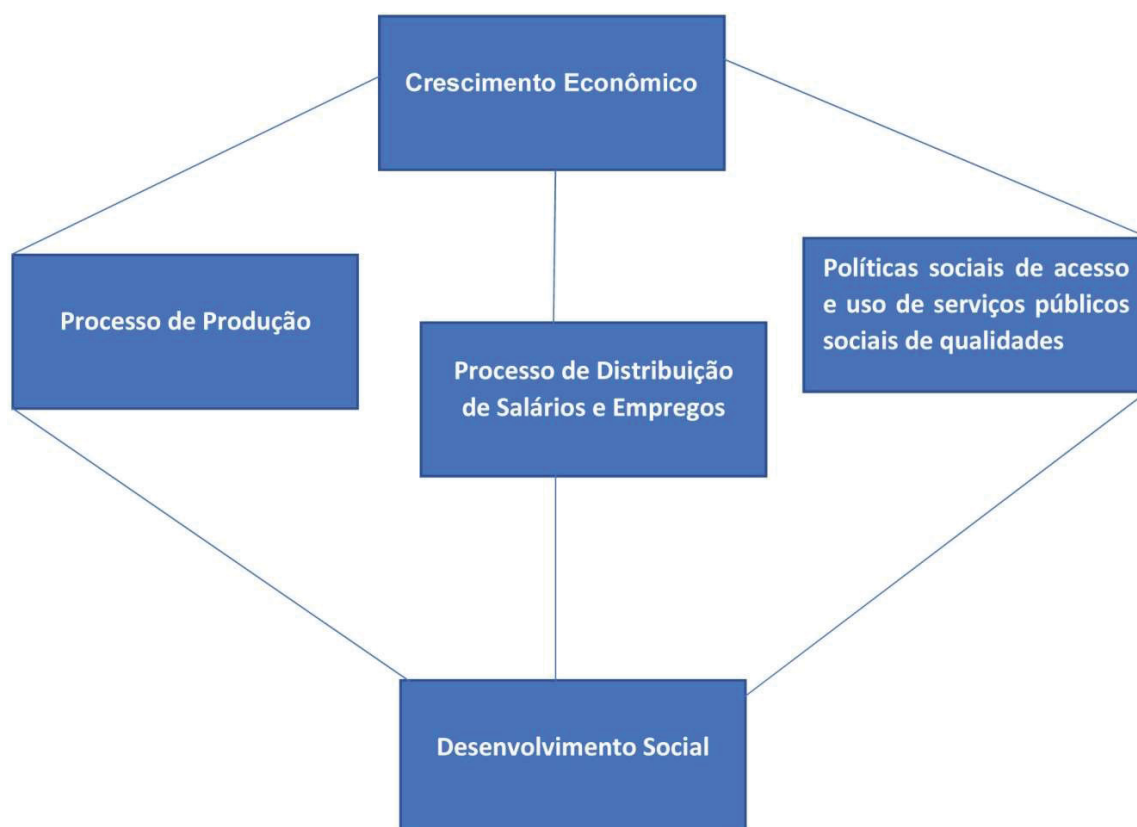 Crescimento Econômico
Processo de Produção
Processo de Distribuição
de Salários e Empregos
Políticas sociais de acesso
e uso de serviços públicos
sociais de qualidades
Desenvolvimento Social